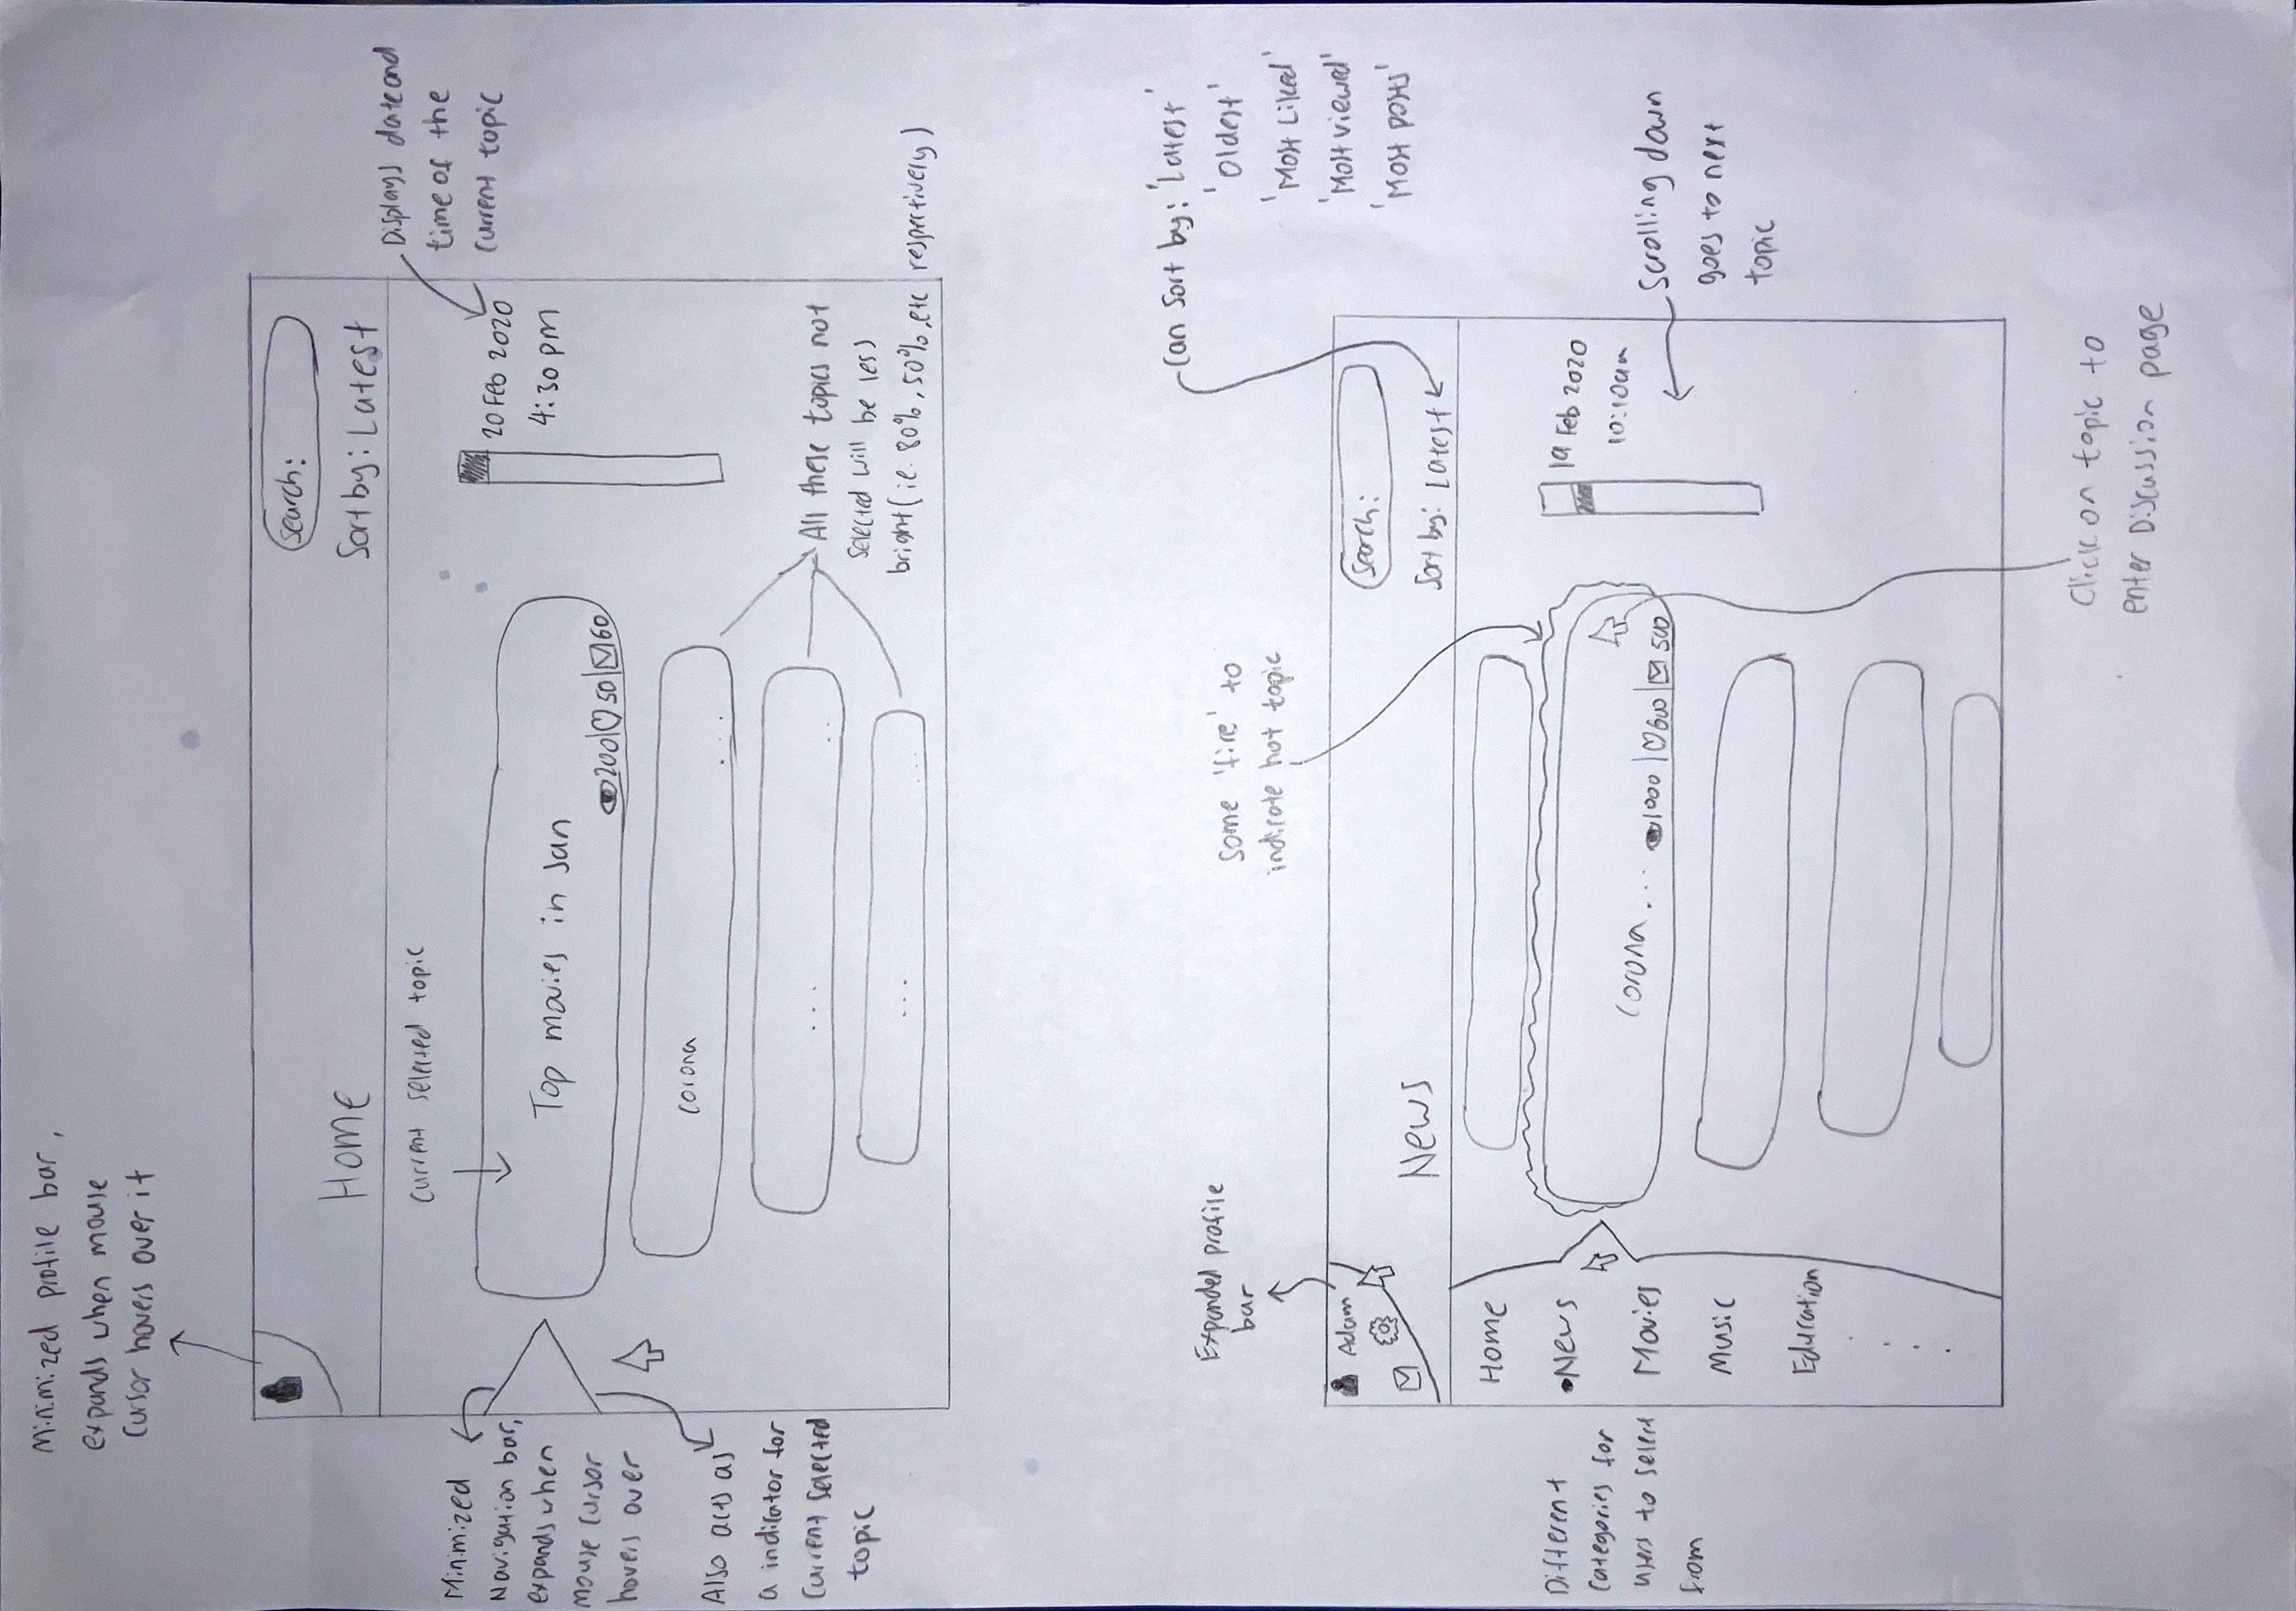 Minimized profile bar,
expands when mouse
cursor hovers over it
Search:
Home
Sort by: Latest
Displays date and
time of the
current topic
Current selected topic
Minimized
Navigation bar,
expands when
mouse cursor
hovers over
Also acts as
a indicator for
current selected
topic
Top movies in Jan
200|50|60
20 Feb 2020
4:30 pm
corona
...
...
..
...
...
All these topics not
selected will be less
bright (ie. 80%, 50%, etc respectively)
Can sort by: 'Latest'
'Oldest'
'Most Liked'
'Most viewed'
'Most posts'
Expanded profile
bar
Some 'fire' to
indicate hot topic
Adam
Search:
News
Sort by: Latest
Home
•News
Movies
Music
Education
.
.
.
.
Different
categories for
users to select
from
corona...
1000|600|500
19 Feb 2020
10:10am
Scrolling down
goes to next
topic
Click on topic to
enter Discussion page